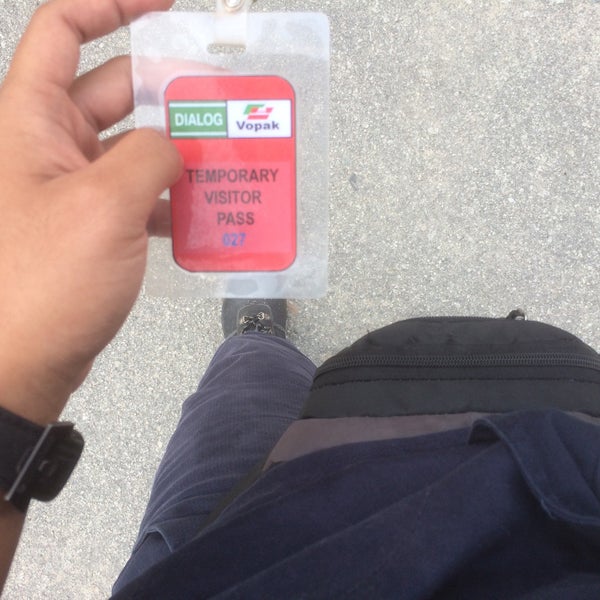 DIALOG Vopak
TEMPORARY
VISITOR
PASS
027